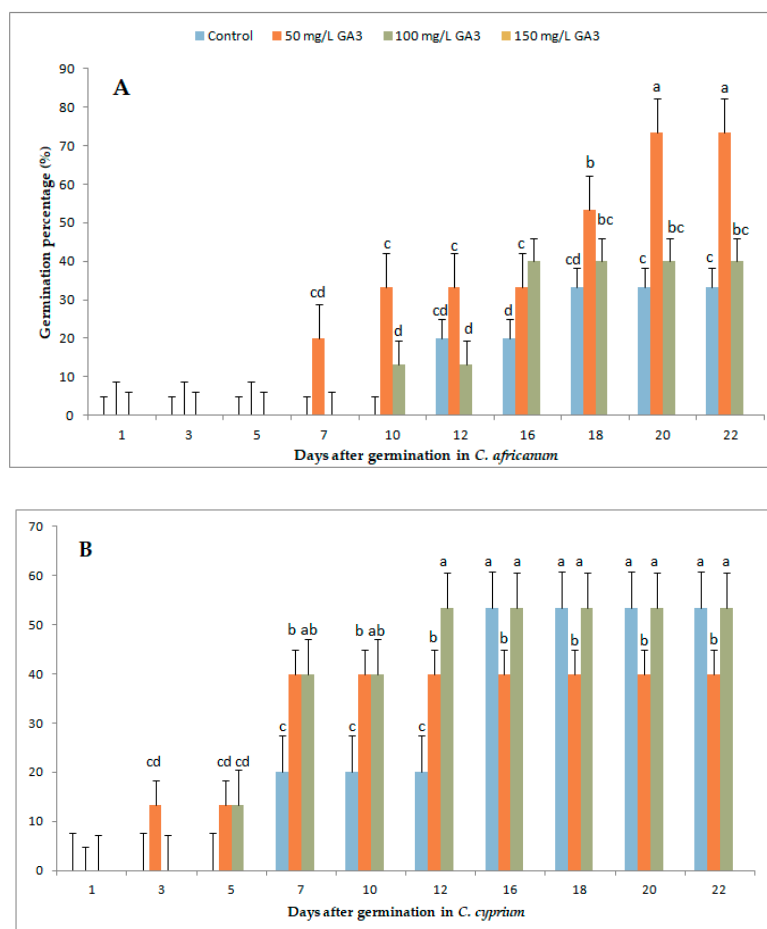 Control 50 mg/L GA3 100 mg/L GA3 150 mg/L GA3
A
Germination percentage (%)
90
80
70
60
50
40
30
20
10
0
cd c d cd c d d c cd b bc c a bc c a bc
1 3 5 7 10 12 16 18 20 22
Days after germination in C. africanum
B
70
60
50
40
30
20
10
0
cd cd cd c b ab c b ab c b a a b a a b a a b a a b a
1 3 5 7 10 12 16 18 20 22
Days after germination in C. cyprium